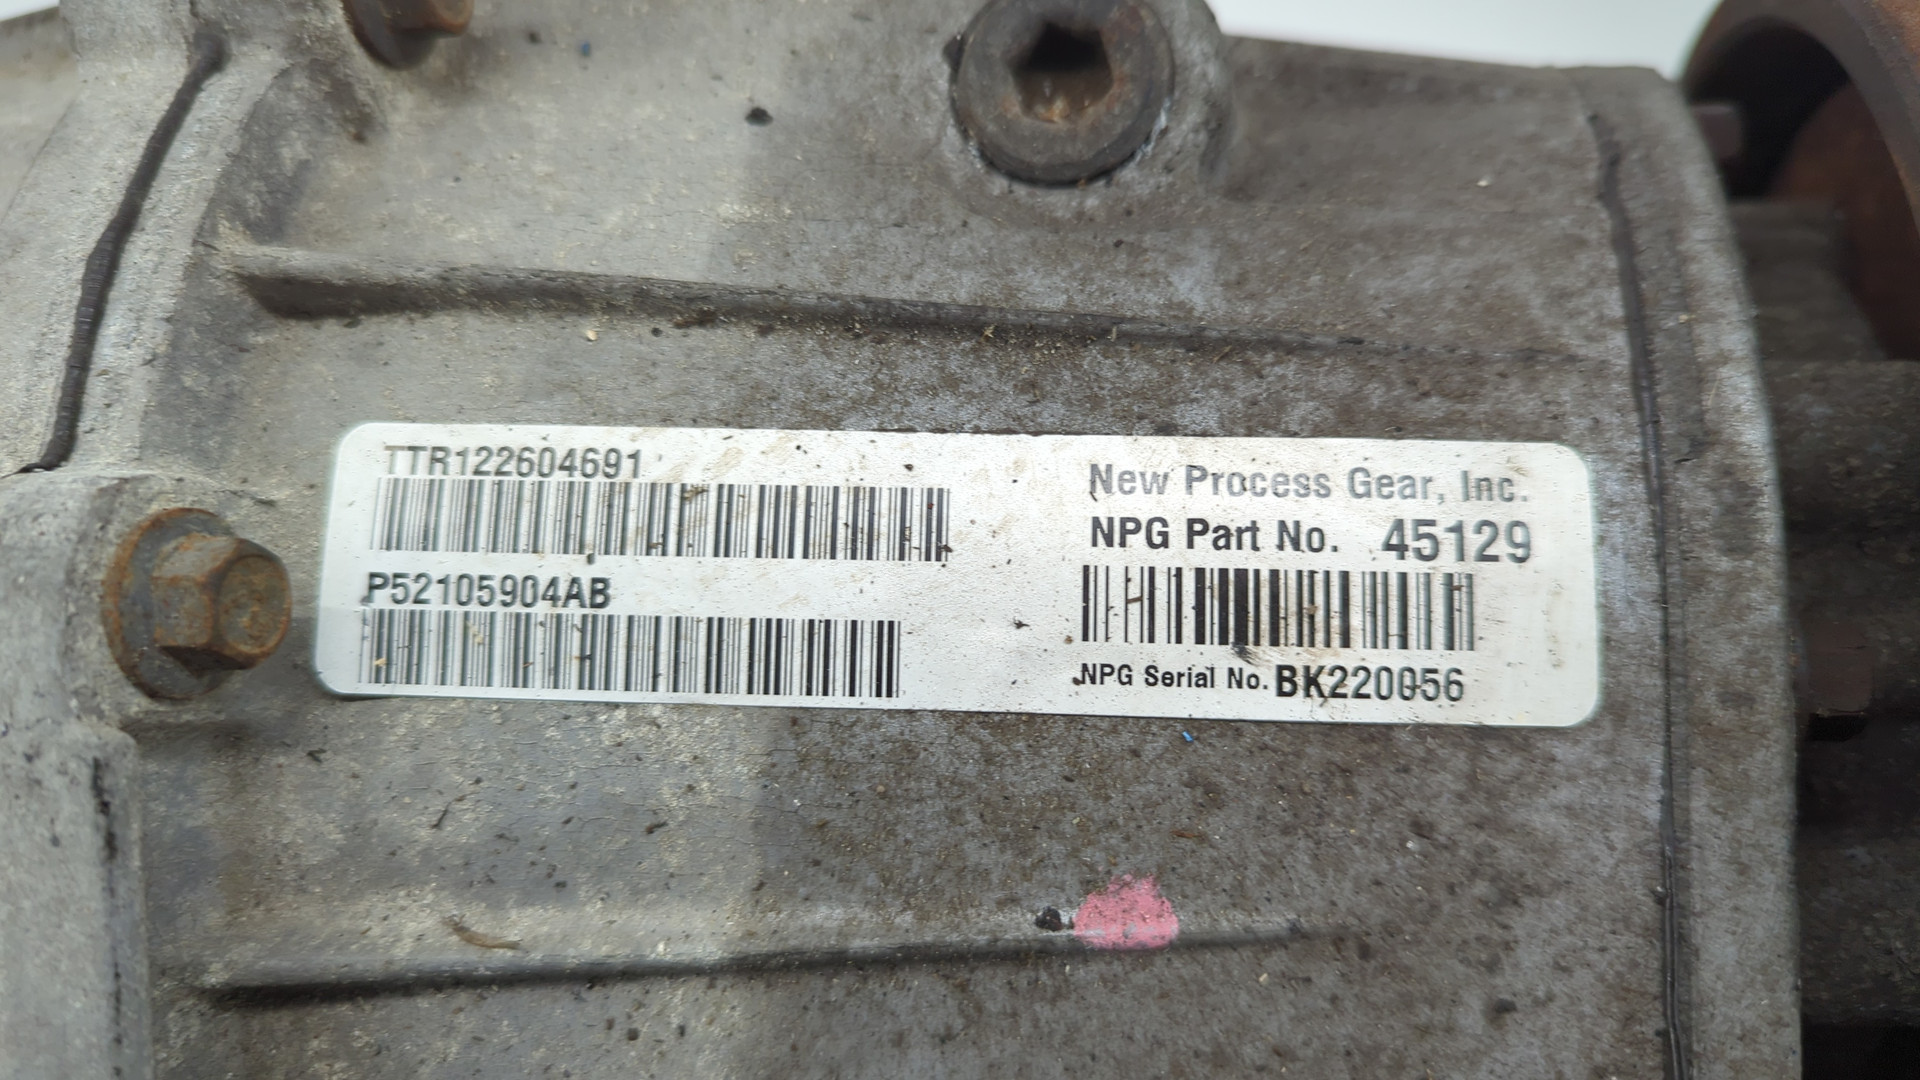 TTR122604691
P52105904AB
New Process Gear, Inc.
NPG Part No. 45129
NPG Serial No. BK220056